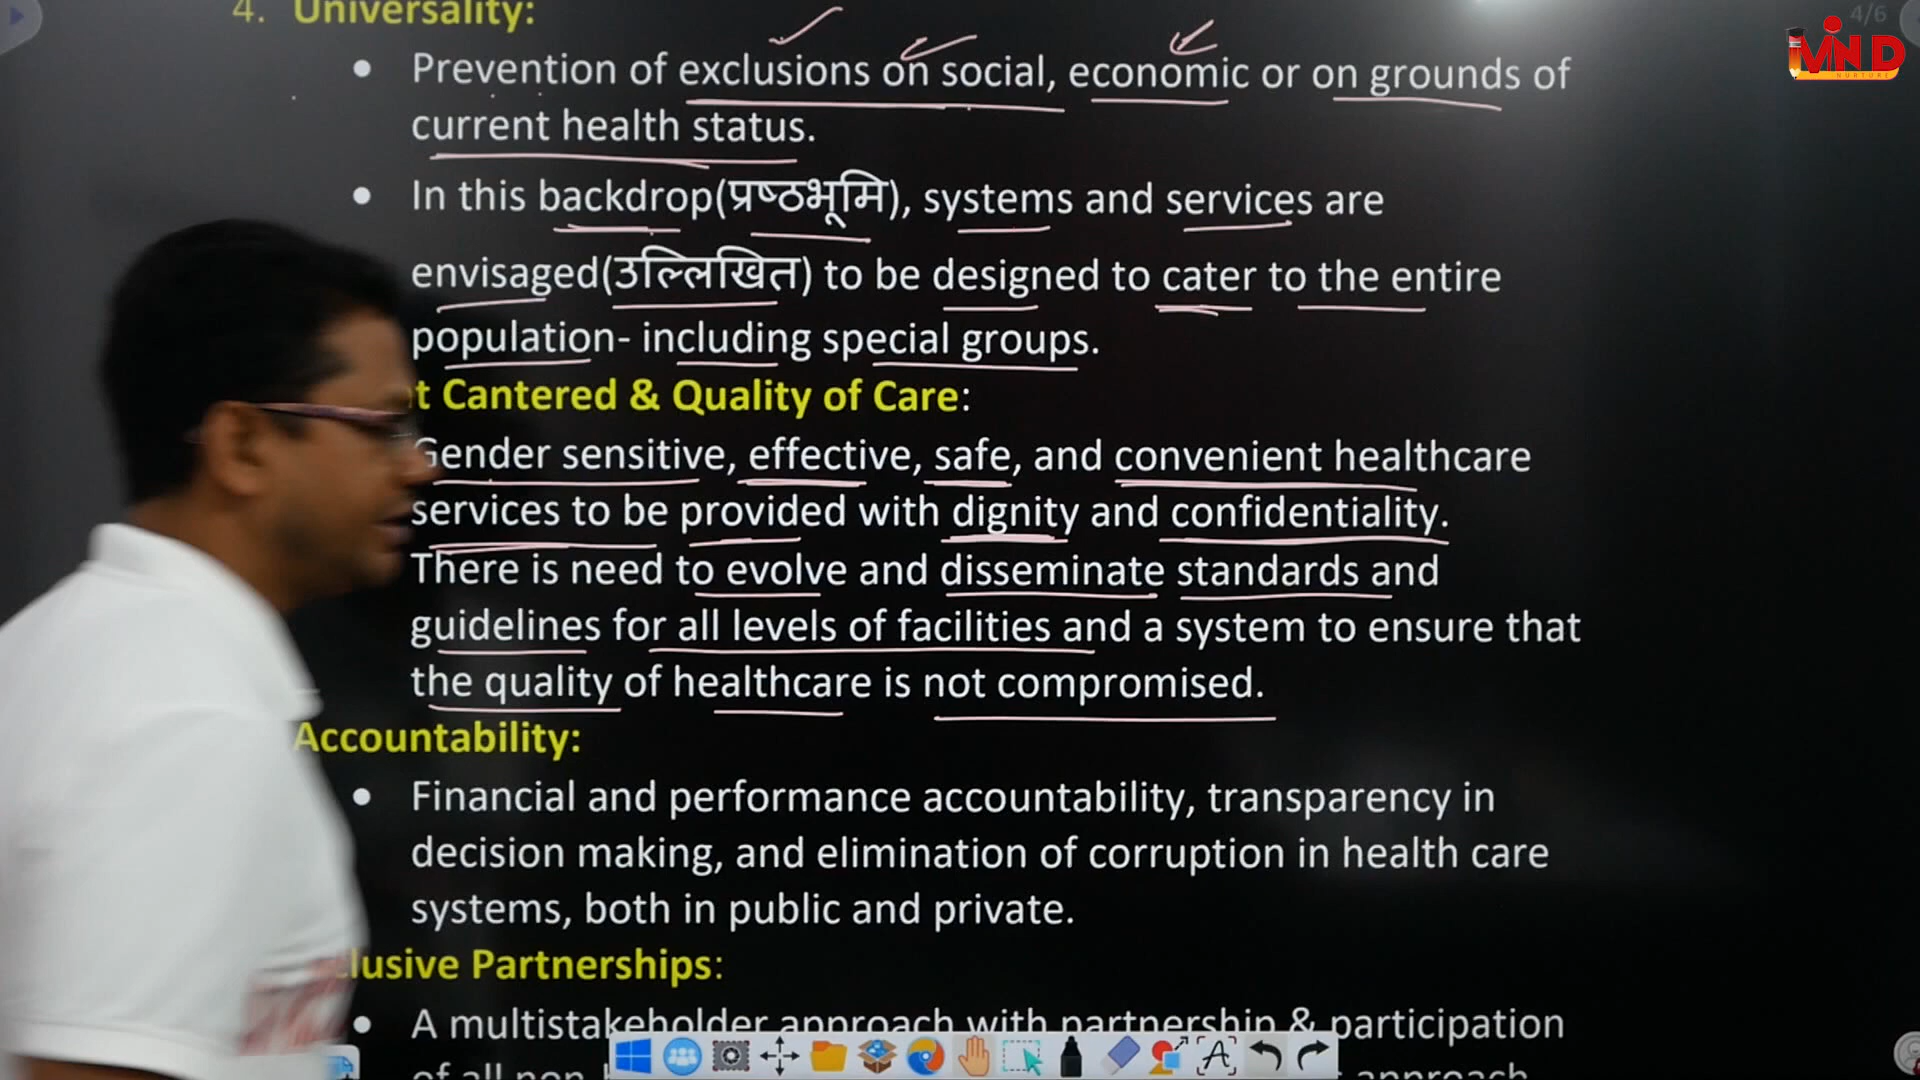 4. Universality:
4/6
MIND
NURTURE
• Prevention of exclusions on social, economic or on grounds of
current health status.
• In this backdrop(प्रष्ठभूमि), systems and services are
envisaged(उल्लिखित) to be designed to cater to the entire
population- including special groups.
t Cantered & Quality of Care:
Gender sensitive, effective, safe, and convenient healthcare
services to be provided with dignity and confidentiality.
There is need to evolve and disseminate standards and
guidelines for all levels of facilities and a system to ensure that
the quality of healthcare is not compromised.
Accountability:
• Financial and performance accountability, transparency in
decision making, and elimination of corruption in health care
systems, both in public and private.
lusive Partnerships:
• A multistakeholder approach with partnership & participation
of all non approach